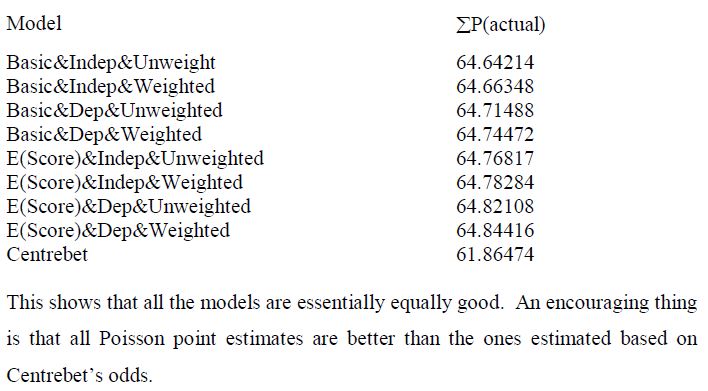 Model ∑P(actual)
Basic&Indep&Unweight 64.64214
Basic&Indep&Weighted 64.66348
Basic&Dep&Unweighted 64.71488
Basic&Dep&Weighted 64.74472
E(Score)&Indep&Unweighted 64.76817
E(Score)&Indep&Weighted 64.78284
E(Score)&Dep&Unweighted 64.82108
E(Score)&Dep&Weighted 64.84416
Centrebet 61.86474
This shows that all the models are essentially equally good. An encouraging thing
is that all Poisson point estimates are better than the ones estimated based on
Centrebet's odds.